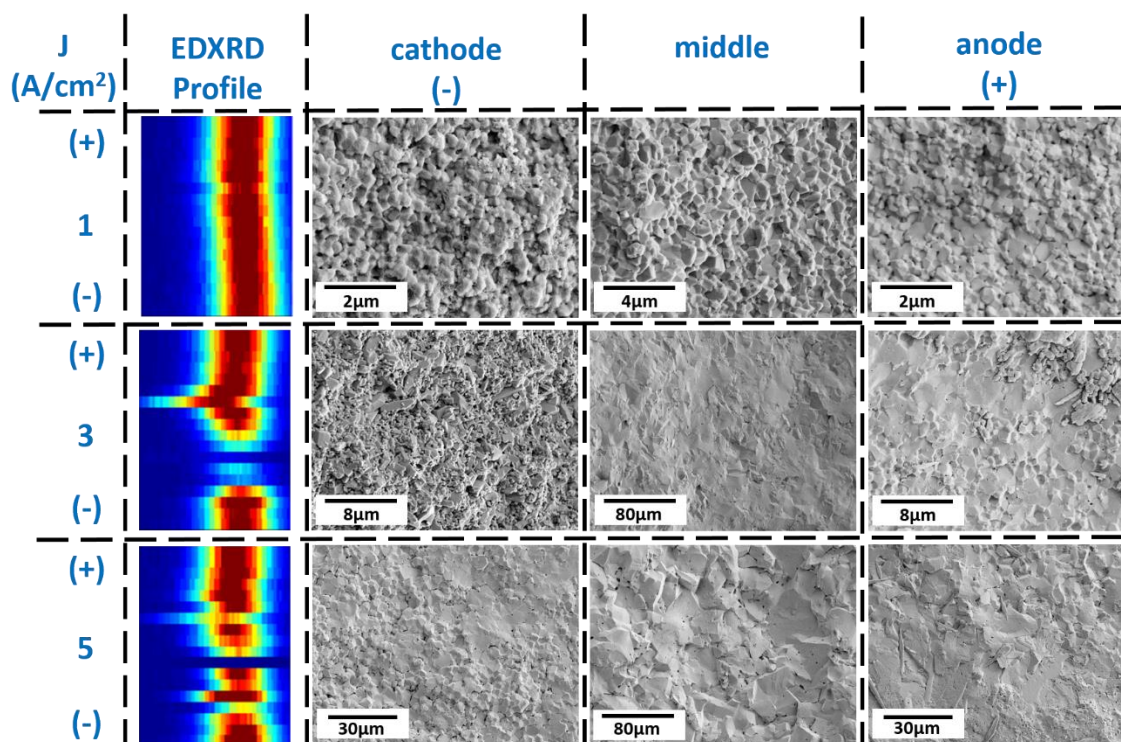 J
(A/cm²)
EDXRD
Profile
cathode
(-)
middle
anode
(+)
(+)
1
(-)
2µm
4µm
2µm
(+)
3
(-)
8µm
80µm
8µm
(+)
5
(-)
30µm
80µm
30µm